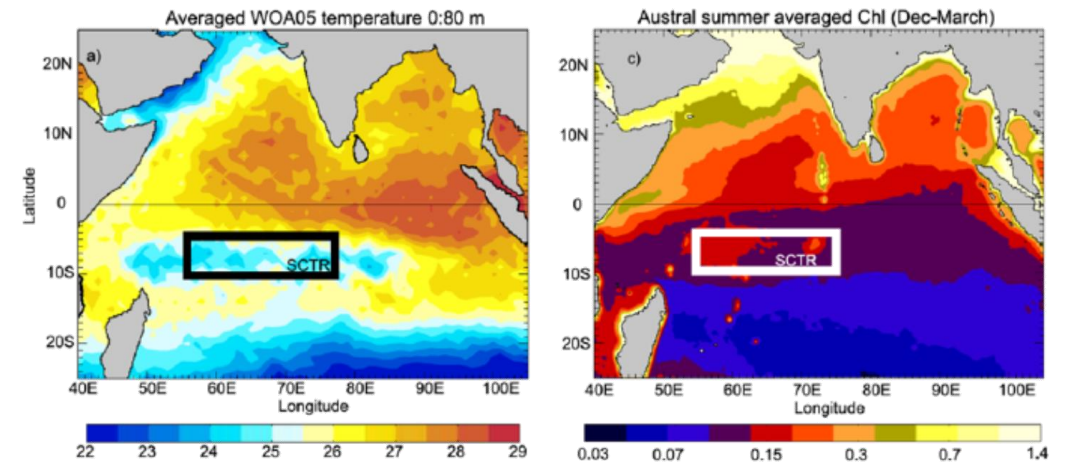 Averaged WOA05 temperature 0:80 m
a)
20N
10N
0
10S
20S
Latitude
SCTR
40E 50E 60E 70E 80E 90E 100E
Longitude
22 23 24 25 26 27 28 29
Austral summer averaged Chl (Dec-March)
c)
20N
10N
0
10S
20S
SCTR
40E 50E 60E 70E 80E 90E 100E
Longitude
0.03 0.07 0.15 0.3 0.7 1.4